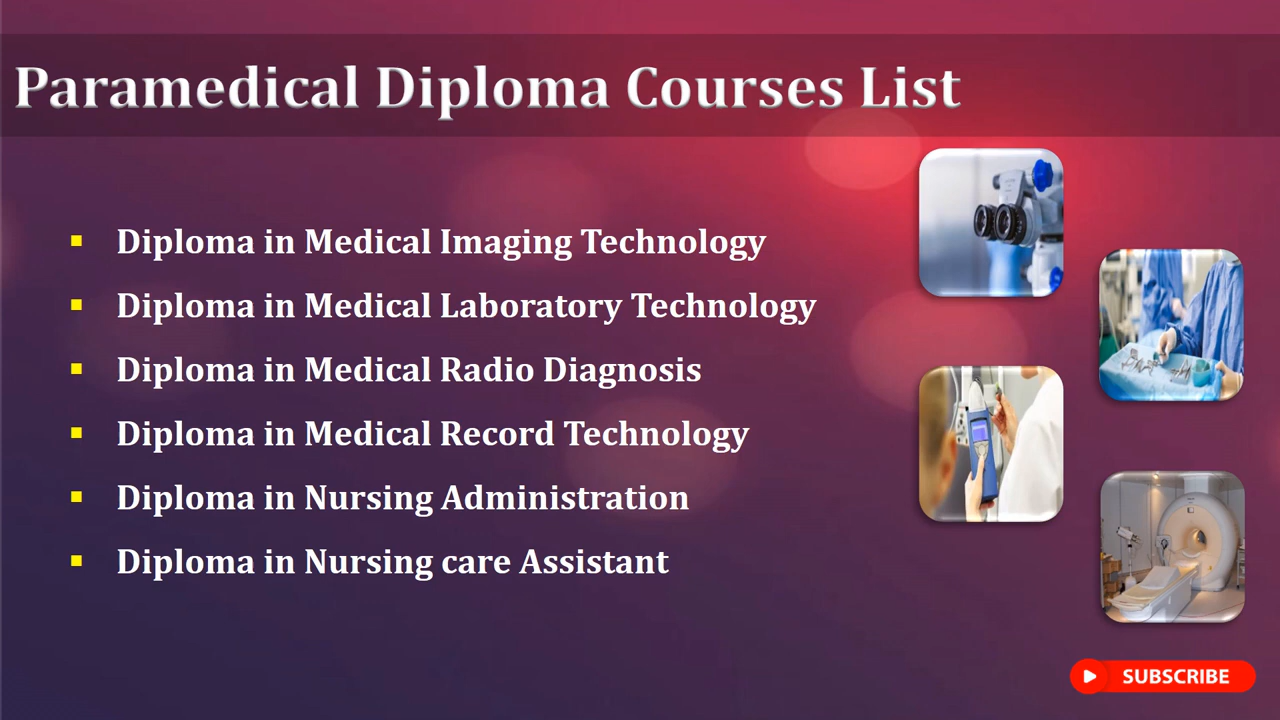 Paramedical Diploma Courses List
Diploma in Medical Imaging Technology
Diploma in Medical Laboratory Technology
Diploma in Medical Radio Diagnosis
Diploma in Medical Record Technology
Diploma in Nursing Administration
Diploma in Nursing care Assistant
SUBSCRIBE